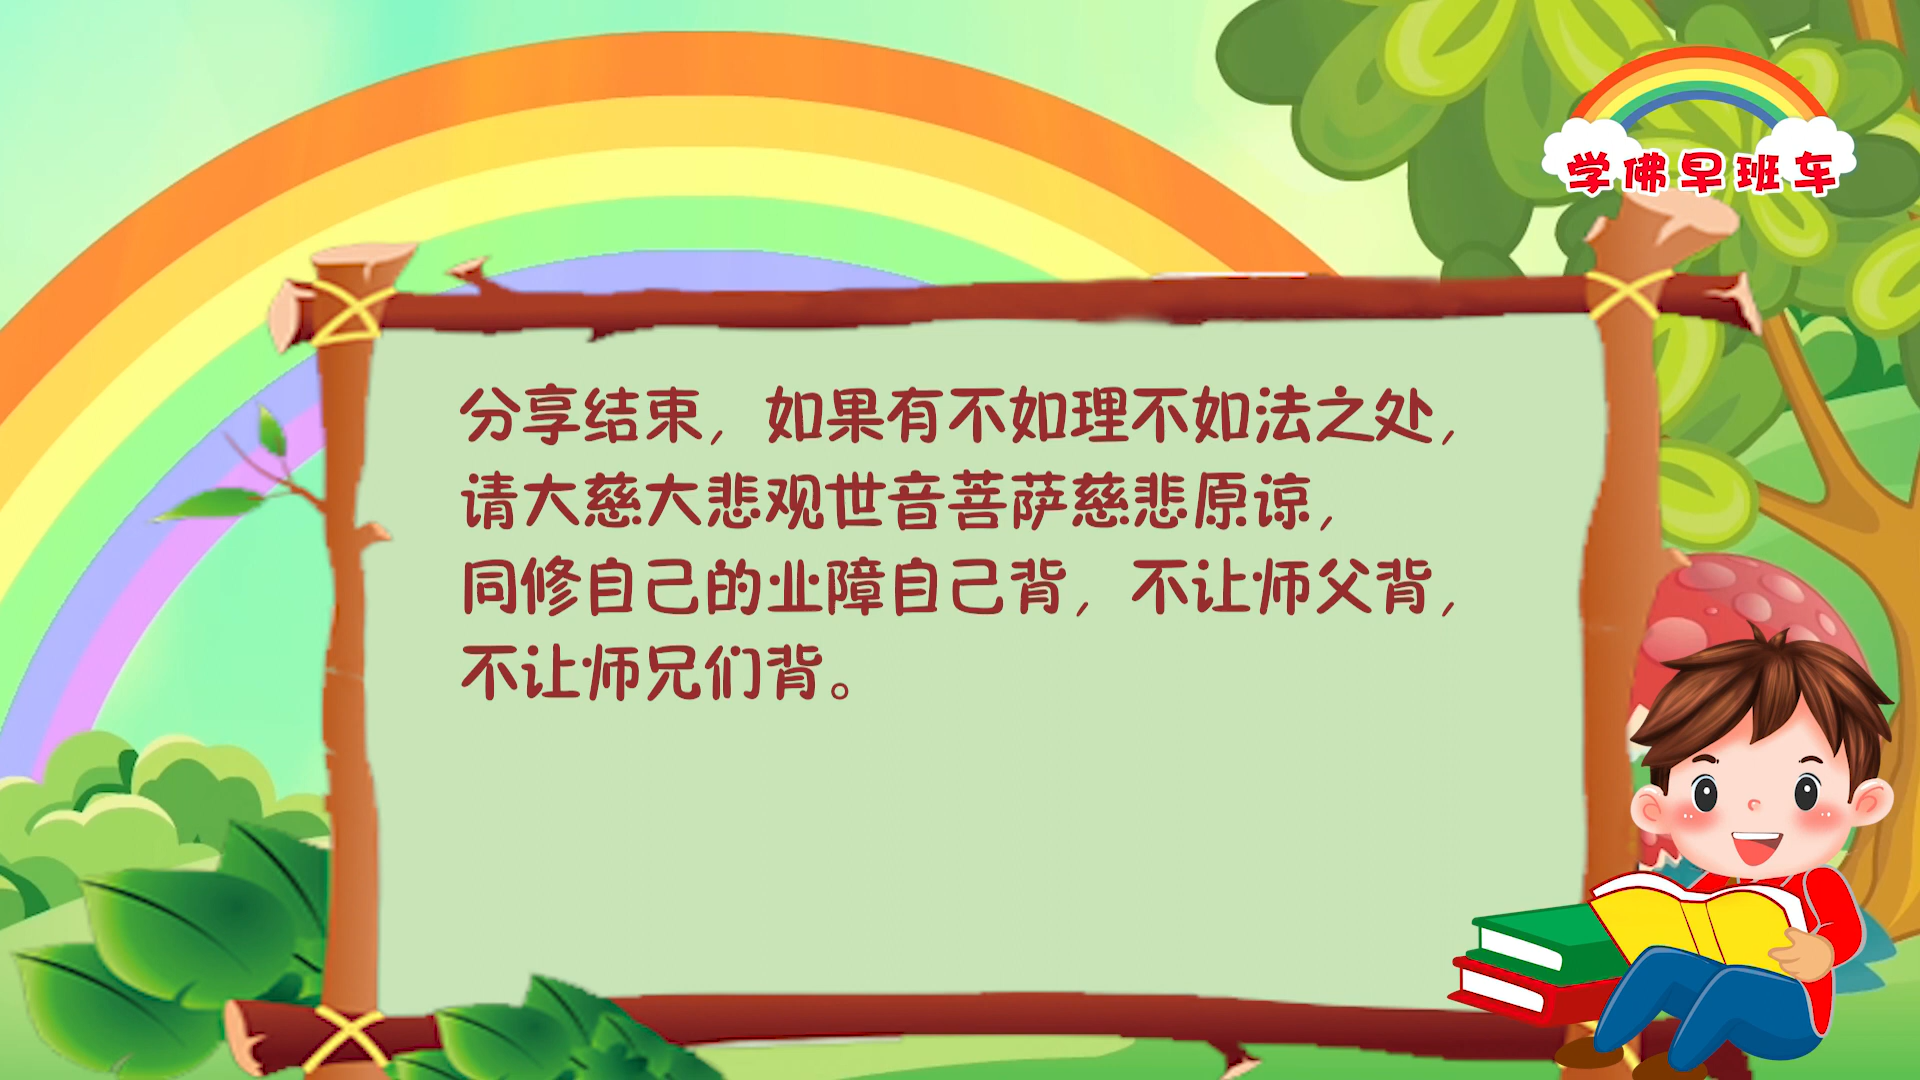 学佛早班车
分享结束，如果有不如理不如法之处，
请大慈大悲观世音菩萨慈悲原谅，
同修自己的业障自己背，不让师父背，
不让师兄们背。